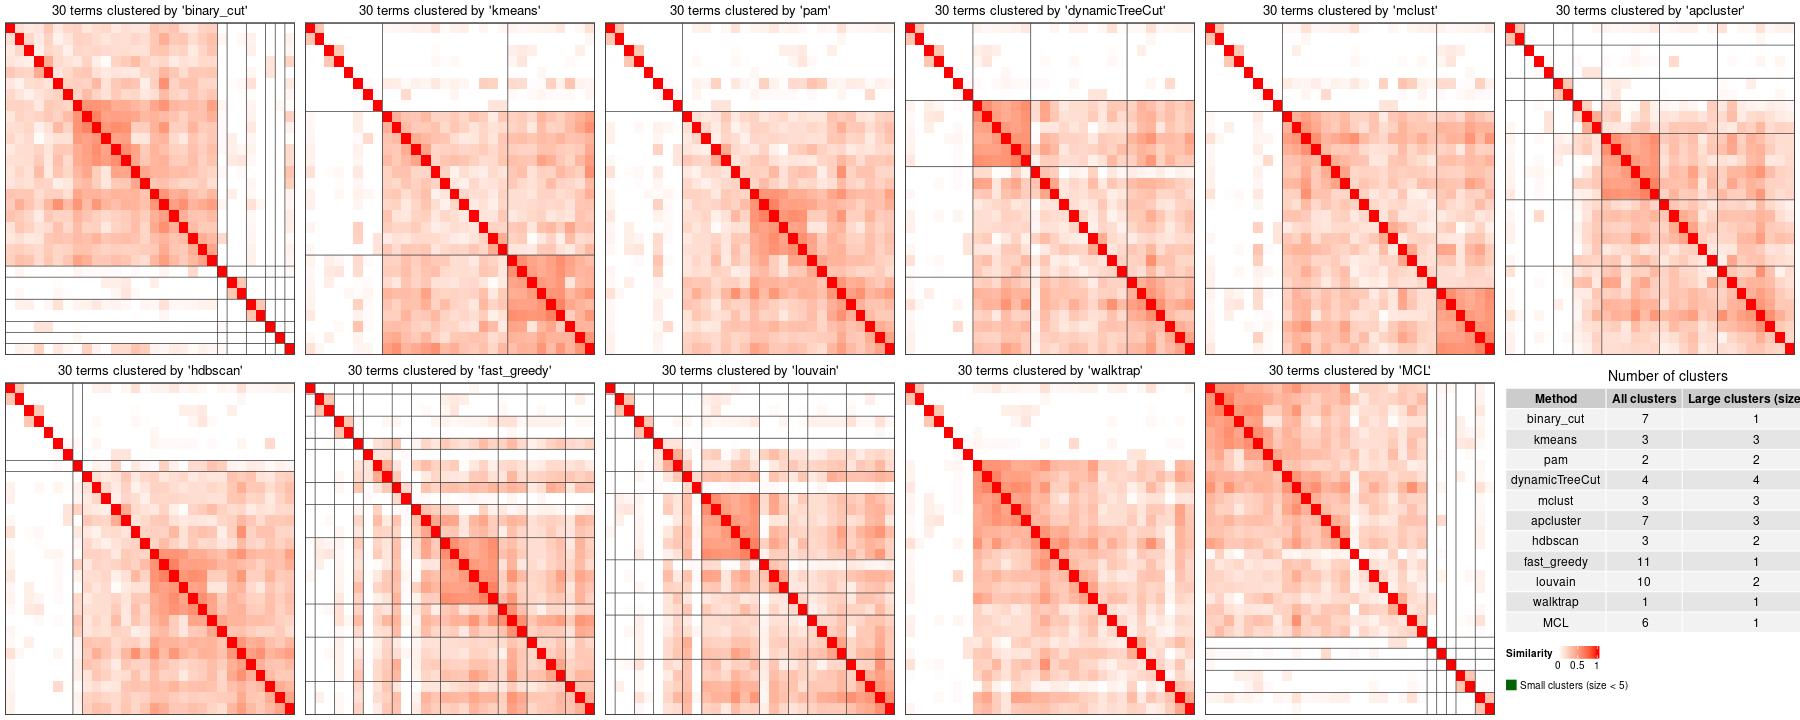 30 terms clustered by 'binary_cut'
30 terms clustered by 'kmeans'
30 terms clustered by 'pam'
30 terms clustered by 'dynamicTreeCut'
30 terms clustered by 'mclust'
30 terms clustered by 'apcluster'
30 terms clustered by 'hdbscan'
30 terms clustered by 'fast_greedy'
30 terms clustered by 'louvain'
30 terms clustered by 'walktrap'
30 terms clustered by 'MCL'
Number of clusters
Method All clusters Large clusters (size
binary_cut 7 1
kmeans 3 3
pam 2 2
dynamicTreeCut 4 4
mclust 3 3
apcluster 7 3
hdbscan 3 2
fast_greedy 11 1
louvain 10 2
walktrap 1 1
MCL 6 1
Similarity
0 0.5 1
Small clusters (size < 5)